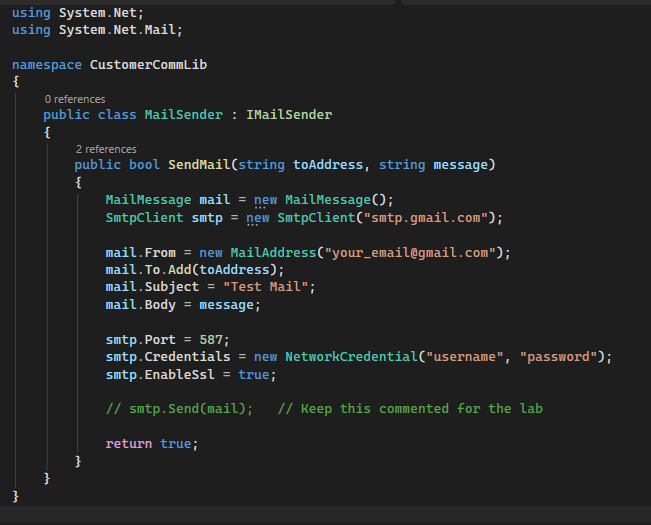 using System.Net;
using System.Net.Mail;
namespace CustomerCommLib
{
0 references
public class MailSender : IMailSender
{
2 references
public bool SendMail(string toAddress, string message)
{
MailMessage mail = new MailMessage();
SmtpClient smtp = new SmtpClient("smtp.gmail.com");
mail.From = new MailAddress("your_email@gmail.com");
mail.To.Add(toAddress);
mail.Subject = "Test Mail";
mail.Body = message;
smtp.Port = 587;
smtp.Credentials = new NetworkCredential("username", "password");
smtp.EnableSsl = true;
// smtp.Send(mail);   // Keep this commented for the lab
return true;
}
}
}